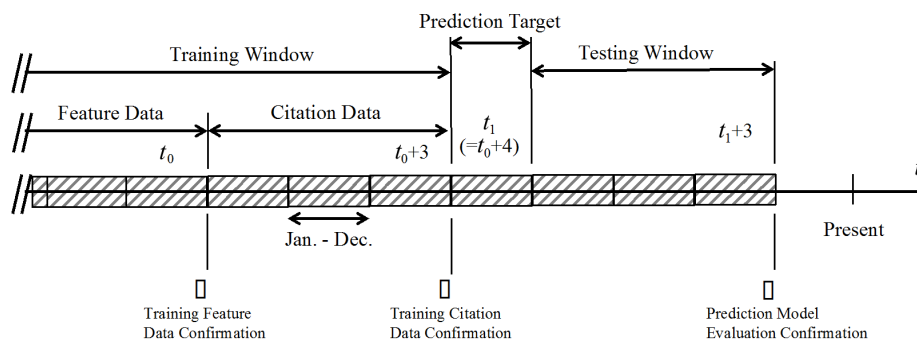 Prediction Target
Training Window
Testing Window
Feature Data
Citation Data
t0
t0+3
t1
(=t0+4)
t1+3
t
Jan. - Dec.
Present
Training Feature
Data Confirmation
Training Citation
Data Confirmation
Prediction Model
Evaluation Confirmation